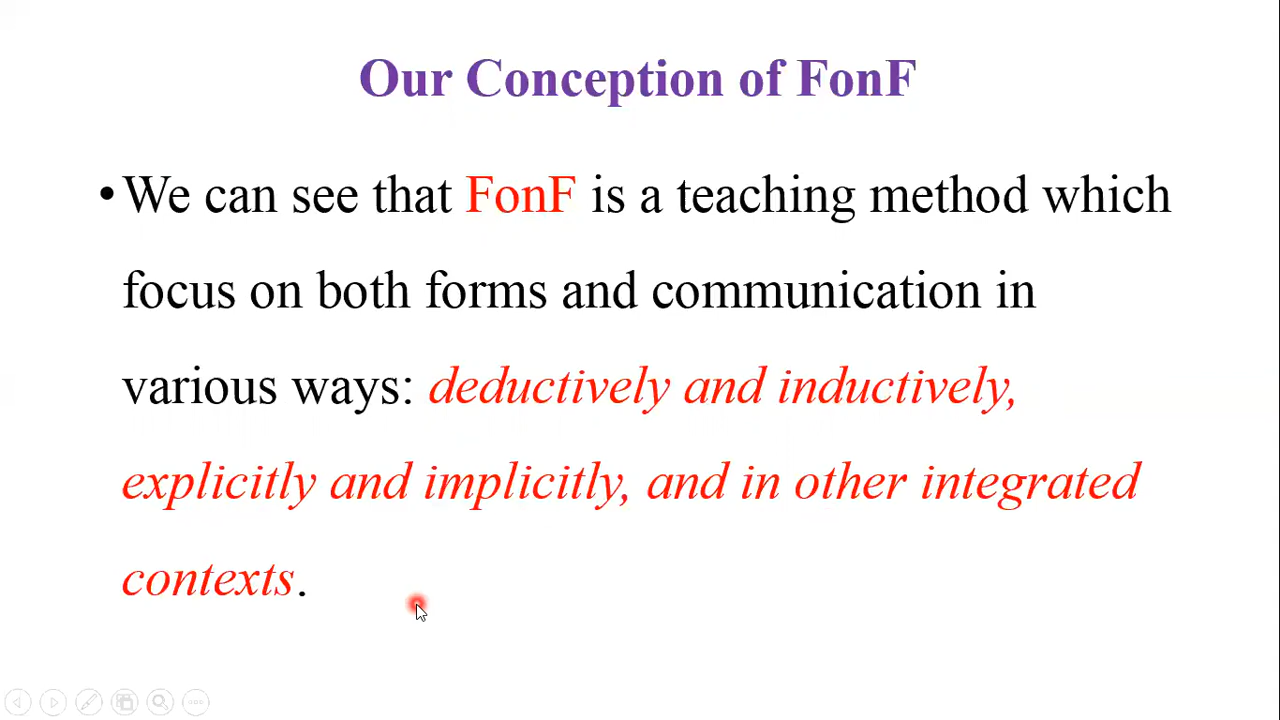 Our Conception of FonF
•We can see that FonF is a teaching method which
focus on both forms and communication in
various ways: deductively and inductively,
explicitly and implicitly, and in other integrated
contexts.